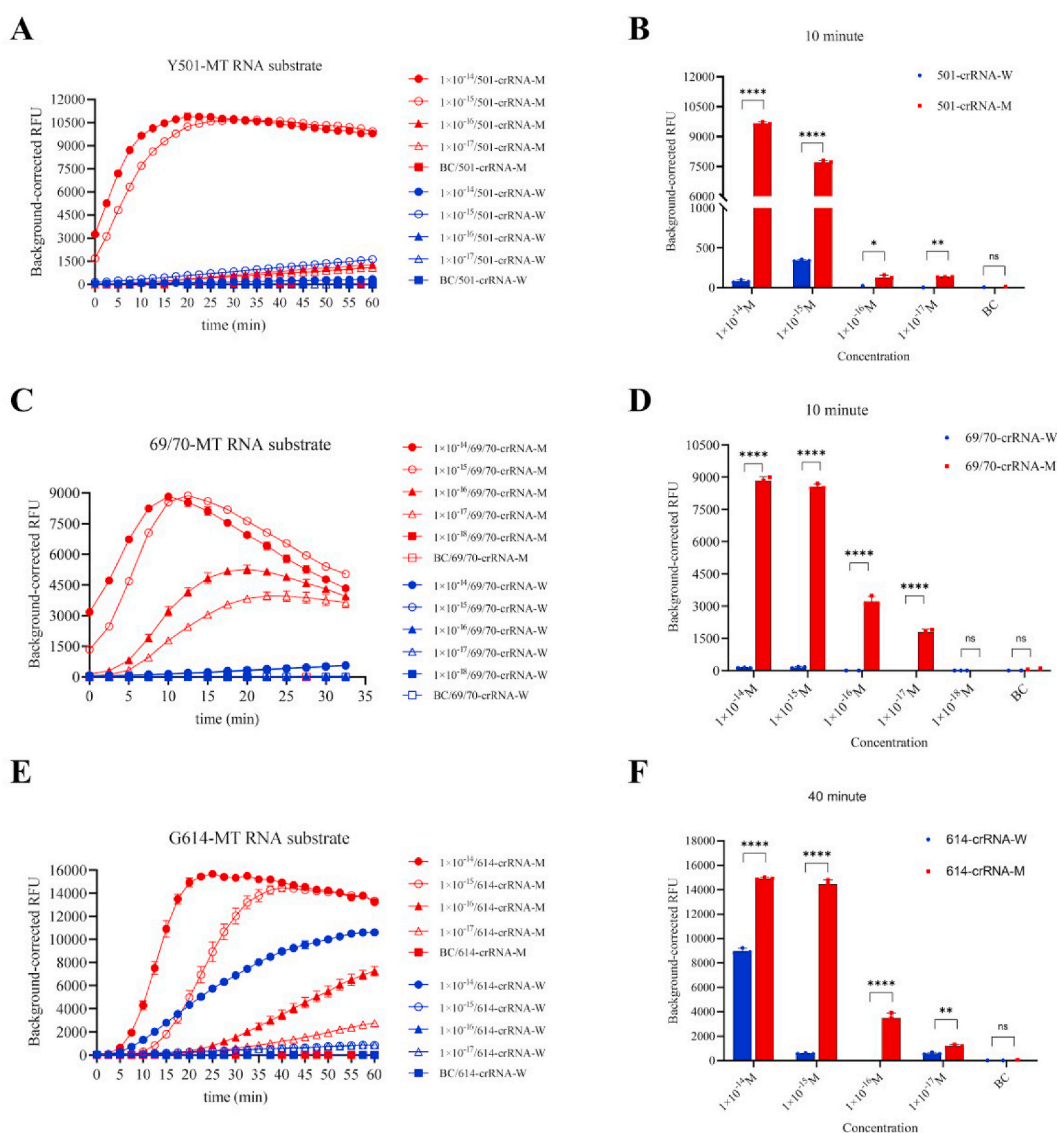 A
Y501-MT RNA substrate
Background-corrected RFU
12000
10500
9000
7500
6000
4500
3000
1500
0
0 5 10 15 20 25 30 35 40 45 50 55 60
time (min)
1×10⁻¹⁴/501-crRNA-M
1×10⁻¹⁵/501-crRNA-M
1×10⁻¹⁶/501-crRNA-M
1×10⁻¹⁷/501-crRNA-M
BC/501-crRNA-M
1×10⁻¹⁴/501-crRNA-W
1×10⁻¹⁵/501-crRNA-W
1×10⁻¹⁶/501-crRNA-W
1×10⁻¹⁷/501-crRNA-W
BC/501-crRNA-W
B
10 minute
Background-corrected RFU
12000
10500
9000
7500
6000
1000
500
0
**** **** * ** ns
1×10⁻¹⁴M 1×10⁻¹⁵M 1×10⁻¹⁶M 1×10⁻¹⁷M BC
Concentration
501-crRNA-W
501-crRNA-M
C
69/70-MT RNA substrate
Background-corrected RFU
9000
7500
6000
4500
3000
1500
0
0 5 10 15 20 25 30 35
time (min)
1×10⁻¹⁴/69/70-crRNA-M
1×10⁻¹⁵/69/70-crRNA-M
1×10⁻¹⁶/69/70-crRNA-M
1×10⁻¹⁷/69/70-crRNA-M
1×10⁻¹⁸/69/70-crRNA-M
BC/69/70-crRNA-M
1×10⁻¹⁴/69/70-crRNA-W
1×10⁻¹⁵/69/70-crRNA-W
1×10⁻¹⁶/69/70-crRNA-W
1×10⁻¹⁷/69/70-crRNA-W
1×10⁻¹⁸/69/70-crRNA-W
BC/69/70-crRNA-W
D
10 minute
Background-corrected RFU
10500
9000
7500
6000
4500
3000
1500
0
**** **** **** **** ns ns
1×10⁻¹⁴M 1×10⁻¹⁵M 1×10⁻¹⁶M 1×10⁻¹⁷M 1×10⁻¹⁸M BC
Concentration
69/70-crRNA-W
69/70-crRNA-M
E
G614-MT RNA substrate
Background-corrected RFU
16000
14000
12000
10000
8000
6000
4000
2000
0
0 5 10 15 20 25 30 35 40 45 50 55 60
time (min)
1×10⁻¹⁴/614-crRNA-M
1×10⁻¹⁵/614-crRNA-M
1×10⁻¹⁶/614-crRNA-M
1×10⁻¹⁷/614-crRNA-M
BC/614-crRNA-M
1×10⁻¹⁴/614-crRNA-W
1×10⁻¹⁵/614-crRNA-W
1×10⁻¹⁶/614-crRNA-W
1×10⁻¹⁷/614-crRNA-W
BC/614-crRNA-W
F
40 minute
Background-corrected RFU
18000
16000
14000
12000
10000
8000
6000
4000
2000
0
**** **** **** ** ns
1×10⁻¹⁴M 1×10⁻¹⁵M 1×10⁻¹⁶M 1×10⁻¹⁷M BC
Concentration
614-crRNA-W
614-crRNA-M